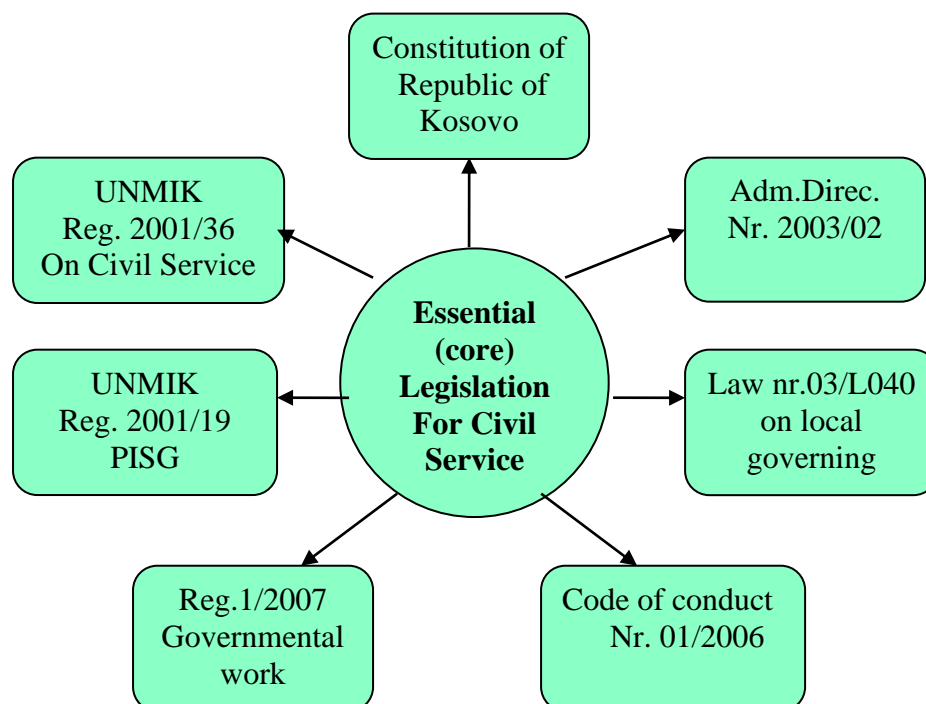 Constitution of
Republic of
Kosovo
UNMIK
Reg. 2001/36
On Civil Service
Adm.Direc.
Nr. 2003/02
Essential
(core)
Legislation
For Civil
Service
UNMIK
Reg. 2001/19
PISG
Law nr.03/L040
on local
governing
Reg.1/2007
Governmental
work
Code of conduct
Nr. 01/2006